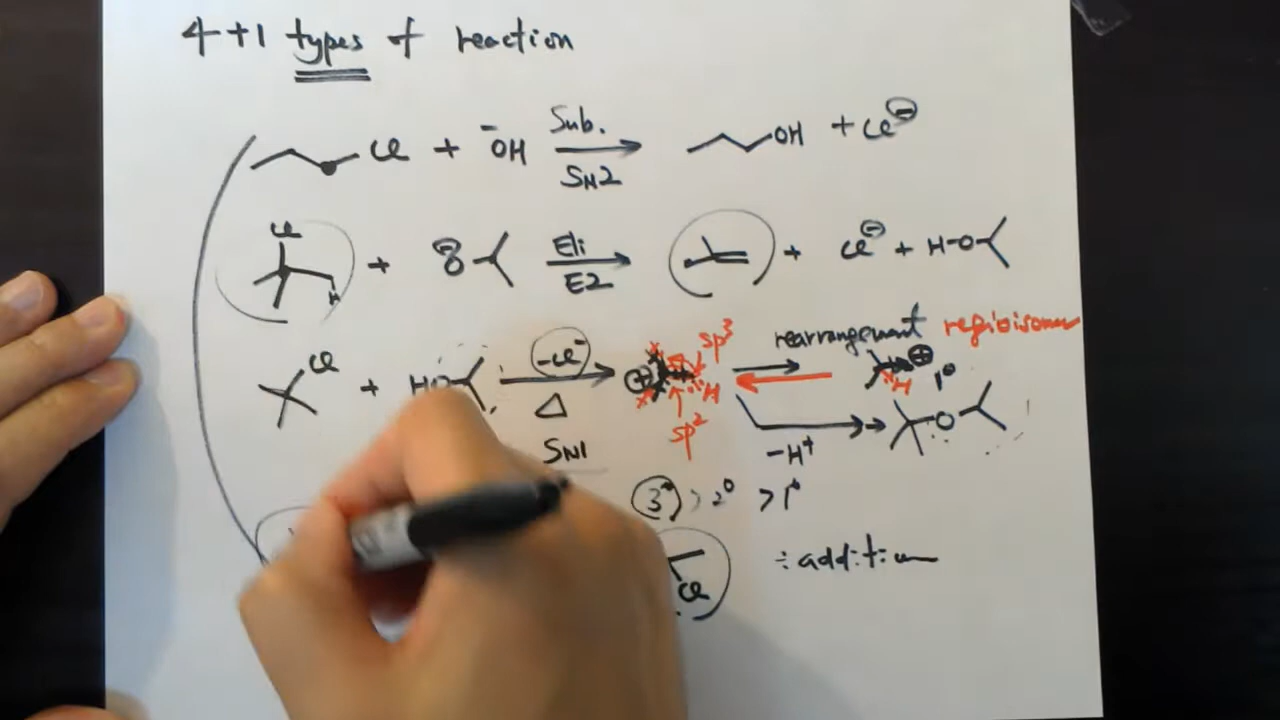 4+1 types of reaction
Cl + ⁻OH Sub. SN2 OH + Cl⊖
Cl H + ⊖O Eli E2 + Cl⊖ + H-O
Cl + HO -Cl⁻ Δ SN1 ⊕ sp³ H sp² rearrangement regioisomer ⊕ H 1°
-H⁺ O
3° > 2° > 1°
Cl : addition